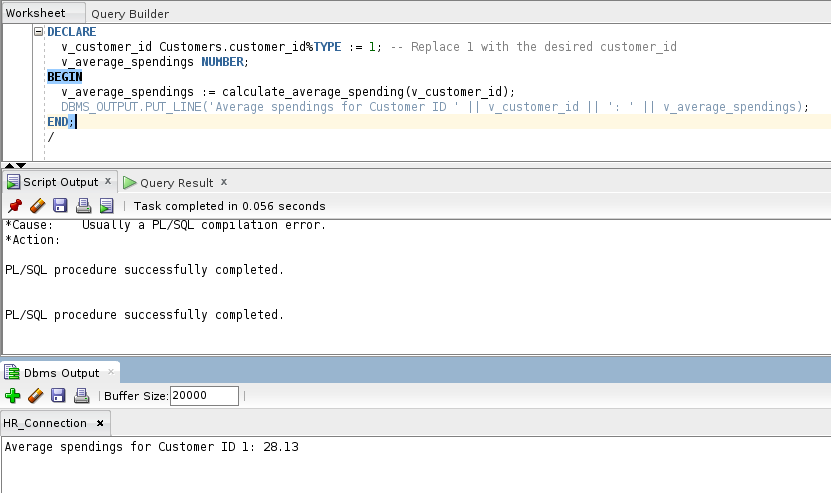 Worksheet Query Builder
DECLARE
v_customer_id Customers.customer_id%TYPE := 1; -- Replace 1 with the desired customer_id
v_average_spendings NUMBER;
BEGIN
v_average_spendings := calculate_average_spending(v_customer_id);
DBMS_OUTPUT.PUT_LINE('Average spendings for Customer ID ' || v_customer_id || ': ' || v_average_spendings);
END;
/
Script Output x Query Result x
Task completed in 0.056 seconds
*Cause: Usually a PL/SQL compilation error.
*Action:
PL/SQL procedure successfully completed.
PL/SQL procedure successfully completed.
Dbms Output x
Buffer Size: 20000
HR_Connection x
Average spendings for Customer ID 1: 28.13